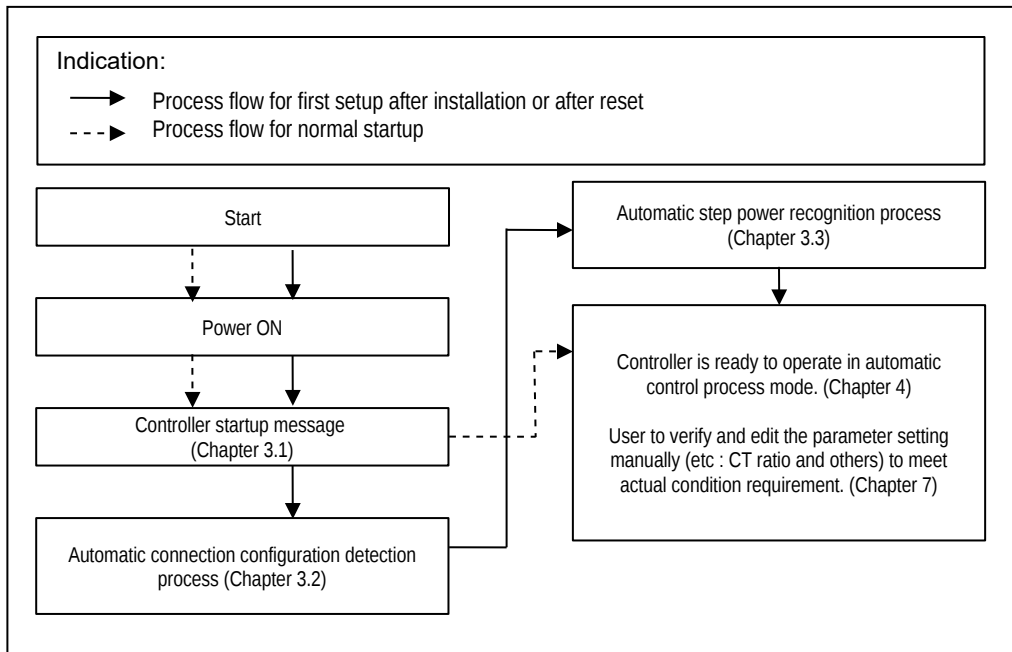 Indication:
Process flow for first setup after installation or after reset
Process flow for normal startup
Start
Power ON
Controller startup message
(Chapter 3.1)
Automatic connection configuration detection
process (Chapter 3.2)
Automatic step power recognition process
(Chapter 3.3)
Controller is ready to operate in automatic
control process mode. (Chapter 4)
User to verify and edit the parameter setting
manually (etc : CT ratio and others) to meet
actual condition requirement. (Chapter 7)